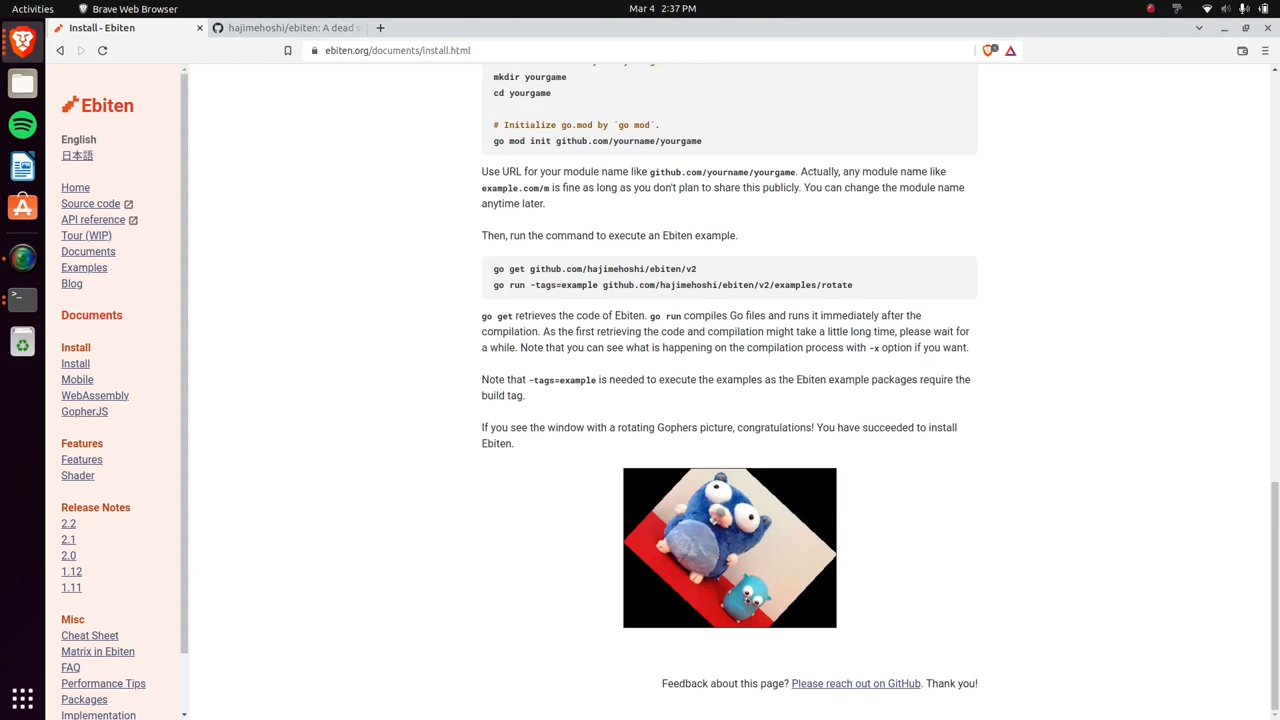 Activities
Brave Web Browser
Mar 4 2:37 PM
Install - Ebiten
hajimehoshi/ebiten: A dead
ebiten.org/documents/install.html
Ebiten
English
日本語
Home
Source code
API reference
Tour (WIP)
Documents
Examples
Blog
Documents
Install
Install
Mobile
WebAssembly
GopherJS
Features
Features
Shader
Release Notes
2.2
2.1
2.0
1.12
1.11
Misc
Cheat Sheet
Matrix in Ebiten
FAQ
Performance Tips
Packages
Implementation
mkdir yourgame
cd yourgame
# Initialize go.mod by `go mod`.
go mod init github.com/yourname/yourgame
Use URL for your module name like github.com/yourname/yourgame. Actually, any module name like
example.com/m is fine as long as you don't plan to share this publicly. You can change the module name
anytime later.
Then, run the command to execute an Ebiten example.
go get github.com/hajimehoshi/ebiten/v2
go run -tags=example github.com/hajimehoshi/ebiten/v2/examples/rotate
go get retrieves the code of Ebiten. go run compiles Go files and runs it immediately after the
compilation. As the first retrieving the code and compilation might take a little long time, please wait for
a while. Note that you can see what is happening on the compilation process with -x option if you want.
Note that -tags=example is needed to execute the examples as the Ebiten example packages require the
build tag.
If you see the window with a rotating Gophers picture, congratulations! You have succeeded to install
Ebiten.
Feedback about this page? Please reach out on GitHub. Thank you!